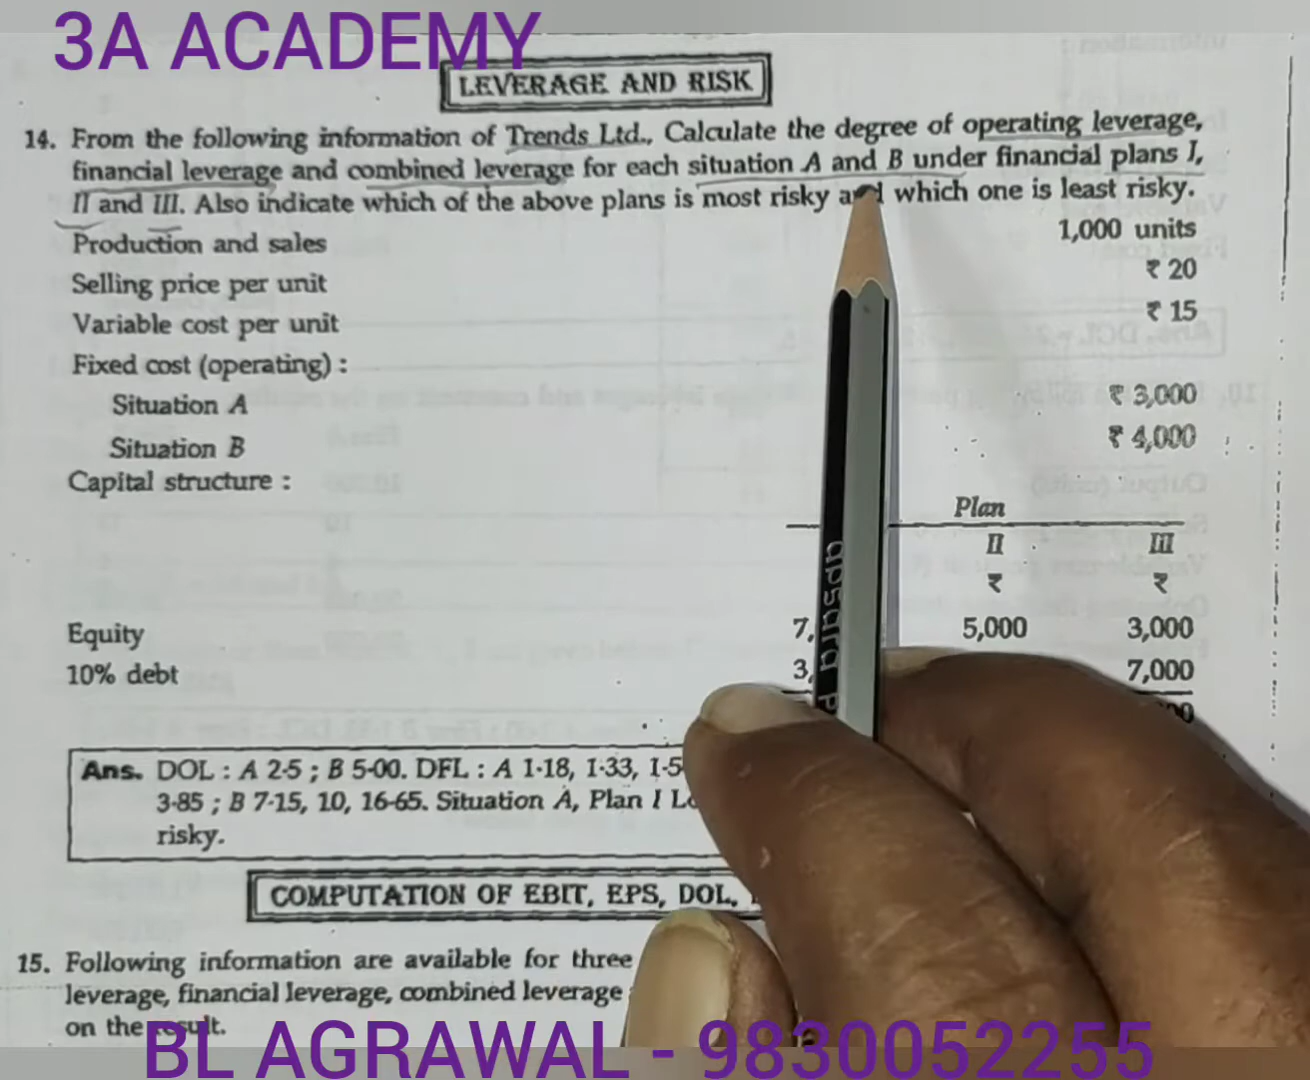 3A ACADEMY
LEVERAGE AND RISK
14. From the following information of Trends Ltd., Calculate the degree of operating leverage,
financial leverage and combined leverage for each situation A and B under financial plans I,
II and III. Also indicate which of the above plans is most risky and which one is least risky.
Production and sales 1,000 units
Selling price per unit ₹ 20
Variable cost per unit ₹ 15
Fixed cost (operating) :
Situation A ₹ 3,000
Situation B ₹ 4,000
Capital structure :
Plan
II III
₹ ₹
Equity 7, 5,000 3,000
10% debt 3, 7,000
Ans. DOL : A 2·5 ; B 5·00. DFL : A 1·18, 1·33, 1·5
3·85 ; B 7·15, 10, 16·65. Situation A, Plan I
risky.
COMPUTATION OF EBIT, EPS, DOL,
15. Following information are available for three
leverage, financial leverage, combined leverage
on the result.
apsara
BL AGRAWAL - 9830052255